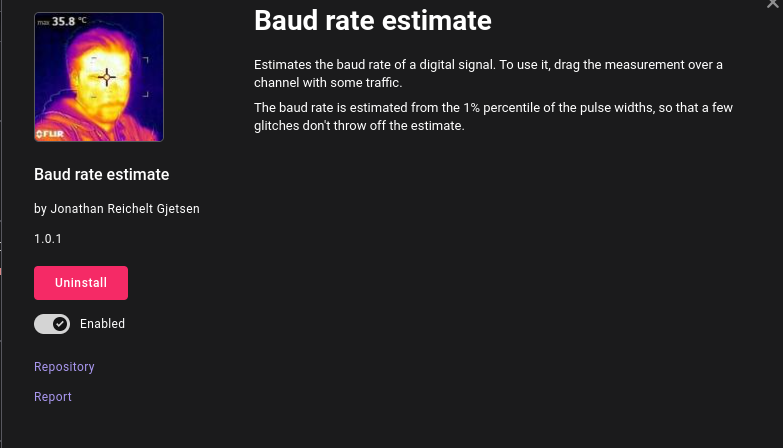 max 35.8 °C
FLIR
Baud rate estimate
by Jonathan Reichelt Gjetsen
1.0.1
Uninstall
Enabled
Repository
Report
Baud rate estimate
Estimates the baud rate of a digital signal. To use it, drag the measurement over a
channel with some traffic.
The baud rate is estimated from the 1% percentile of the pulse widths, so that a few
glitches don't throw off the estimate.